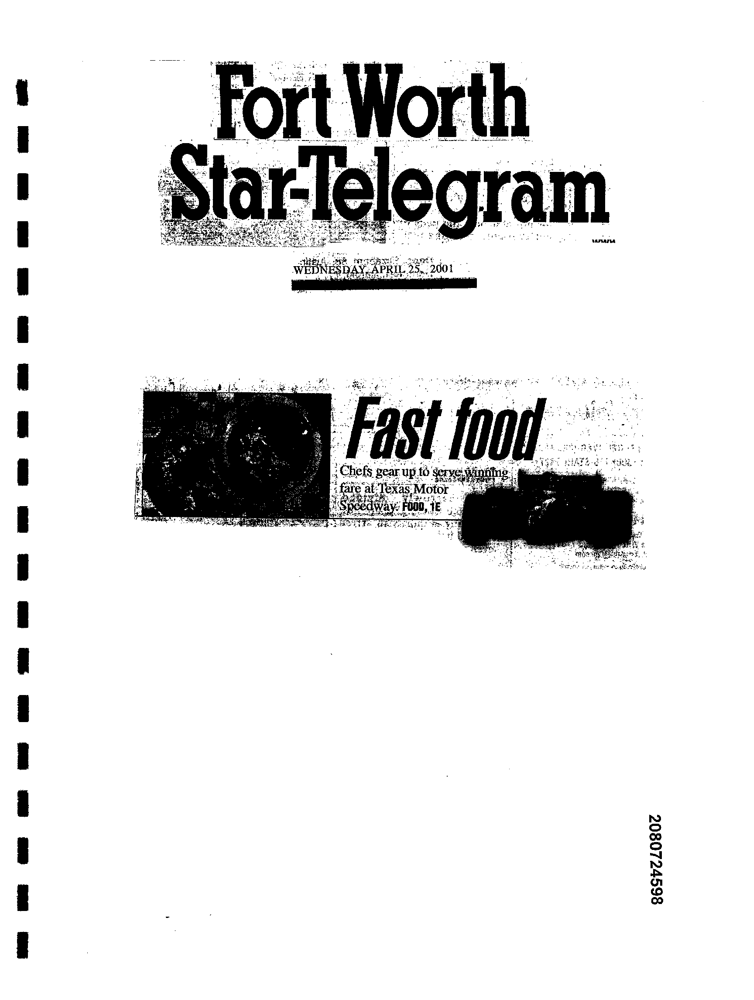 Fort Worth
Star-Telegram
www
WEDNESDAY, APRIL 25, 2001
Fast food
Chefs gear up to serve winning
fare at Texas Motor
Speedway. FOOD, 1E
2080724598